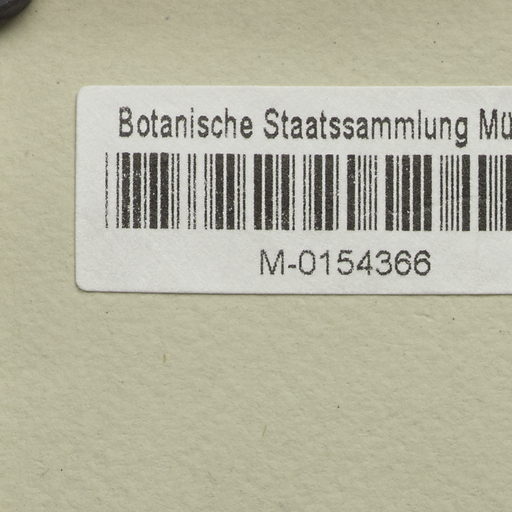 Botanische Staatssammlung Mü
M-0154366